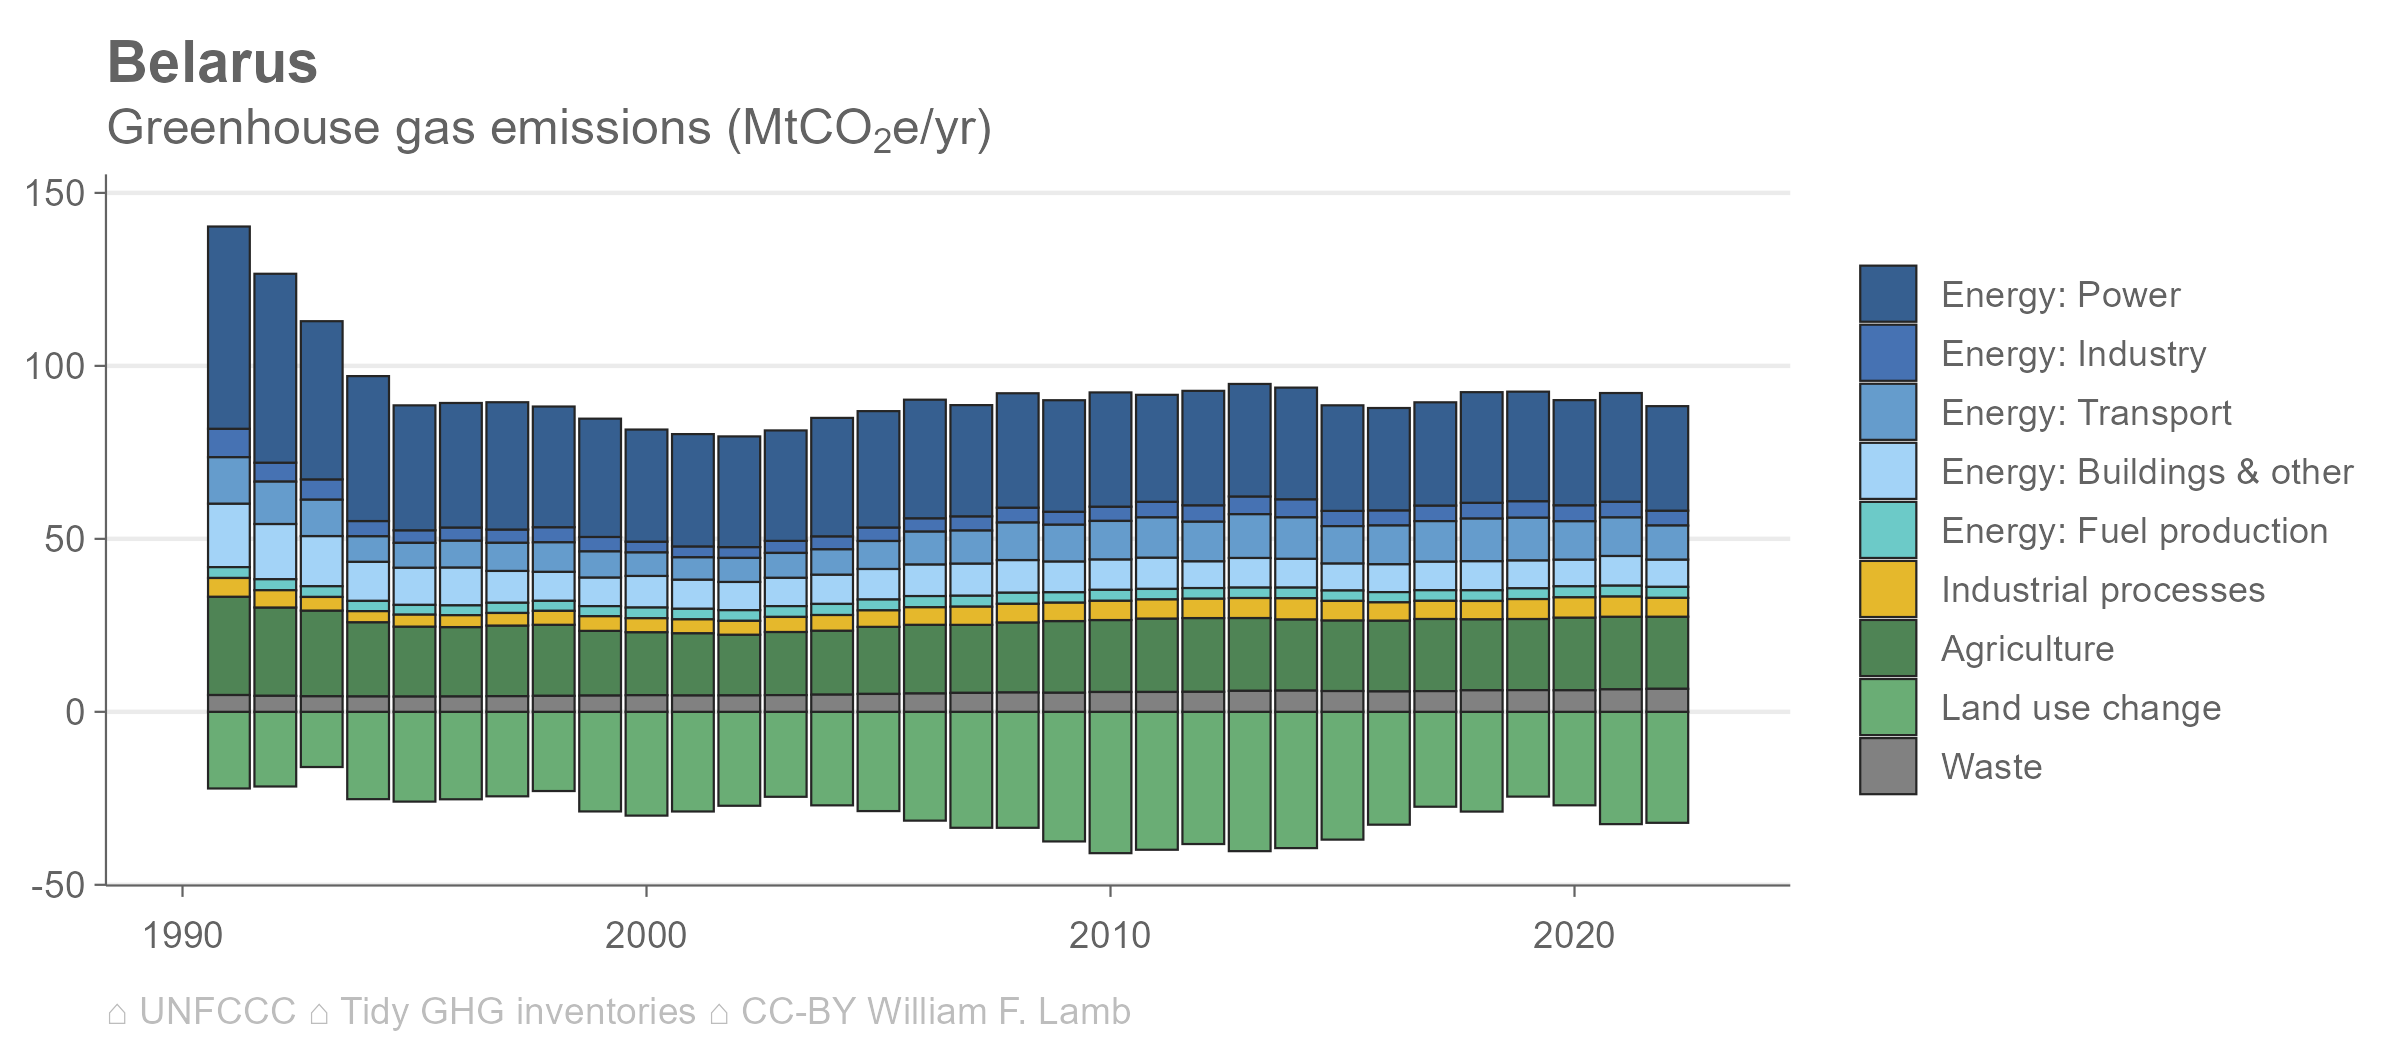 Belarus
Greenhouse gas emissions (MtCO₂e/yr)
150
100
50
0
-50
1990
2000
2010
2020
Energy: Power
Energy: Industry
Energy: Transport
Energy: Buildings & other
Energy: Fuel production
Industrial processes
Agriculture
Land use change
Waste
⌂ UNFCCC ⌂ Tidy GHG inventories ⌂ CC-BY William F. Lamb